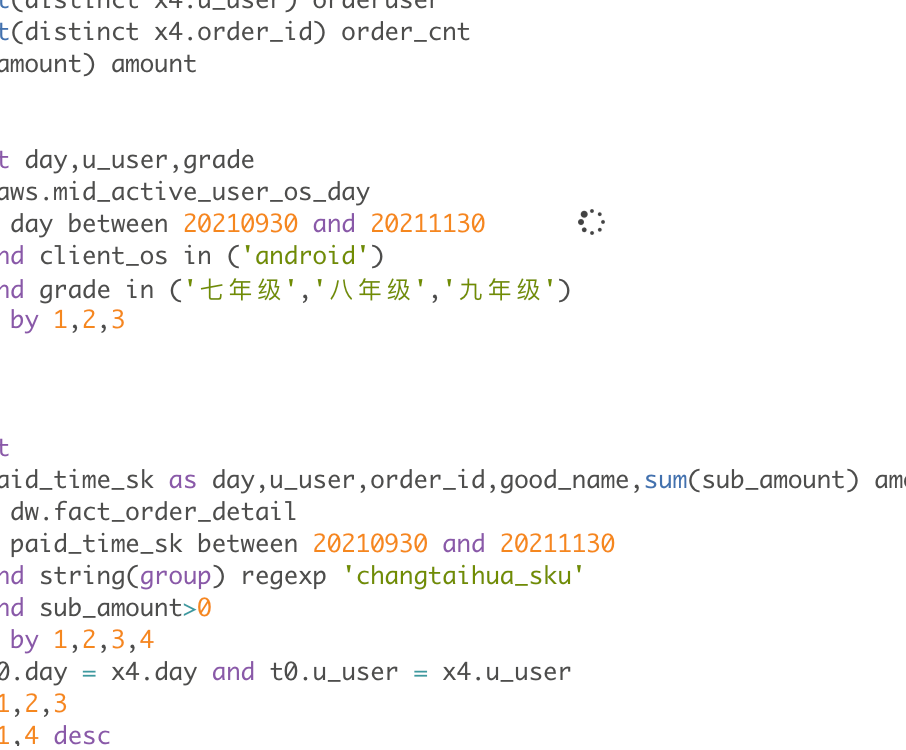 t(distinct x4.u_user) orderuser
t(distinct x4.order_id) order_cnt
amount) amount
t day,u_user,grade
aws.mid_active_user_os_day
day between 20210930 and 20211130
nd client_os in ('android')
nd grade in ('七年级','八年级','九年级')
by 1,2,3
t
aid_time_sk as day,u_user,order_id,good_name,sum(sub_amount) amo
dw.fact_order_detail
paid_time_sk between 20210930 and 20211130
nd string(group) regexp 'changtaihua_sku'
nd sub_amount>0
by 1,2,3,4
0.day = x4.day and t0.u_user = x4.u_user
1,2,3
1,4 desc